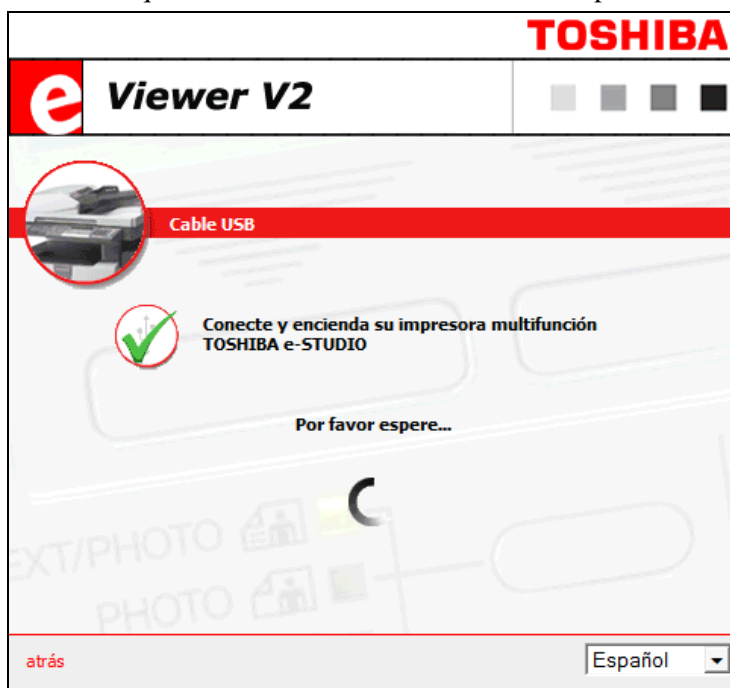 TOSHIBA
e Viewer V2
Cable USB
Conecte y encienda su impresora multifunción
TOSHIBA e-STUDIO
Por favor espere...
EXT/PHOTO
PHOTO
atrás
Español